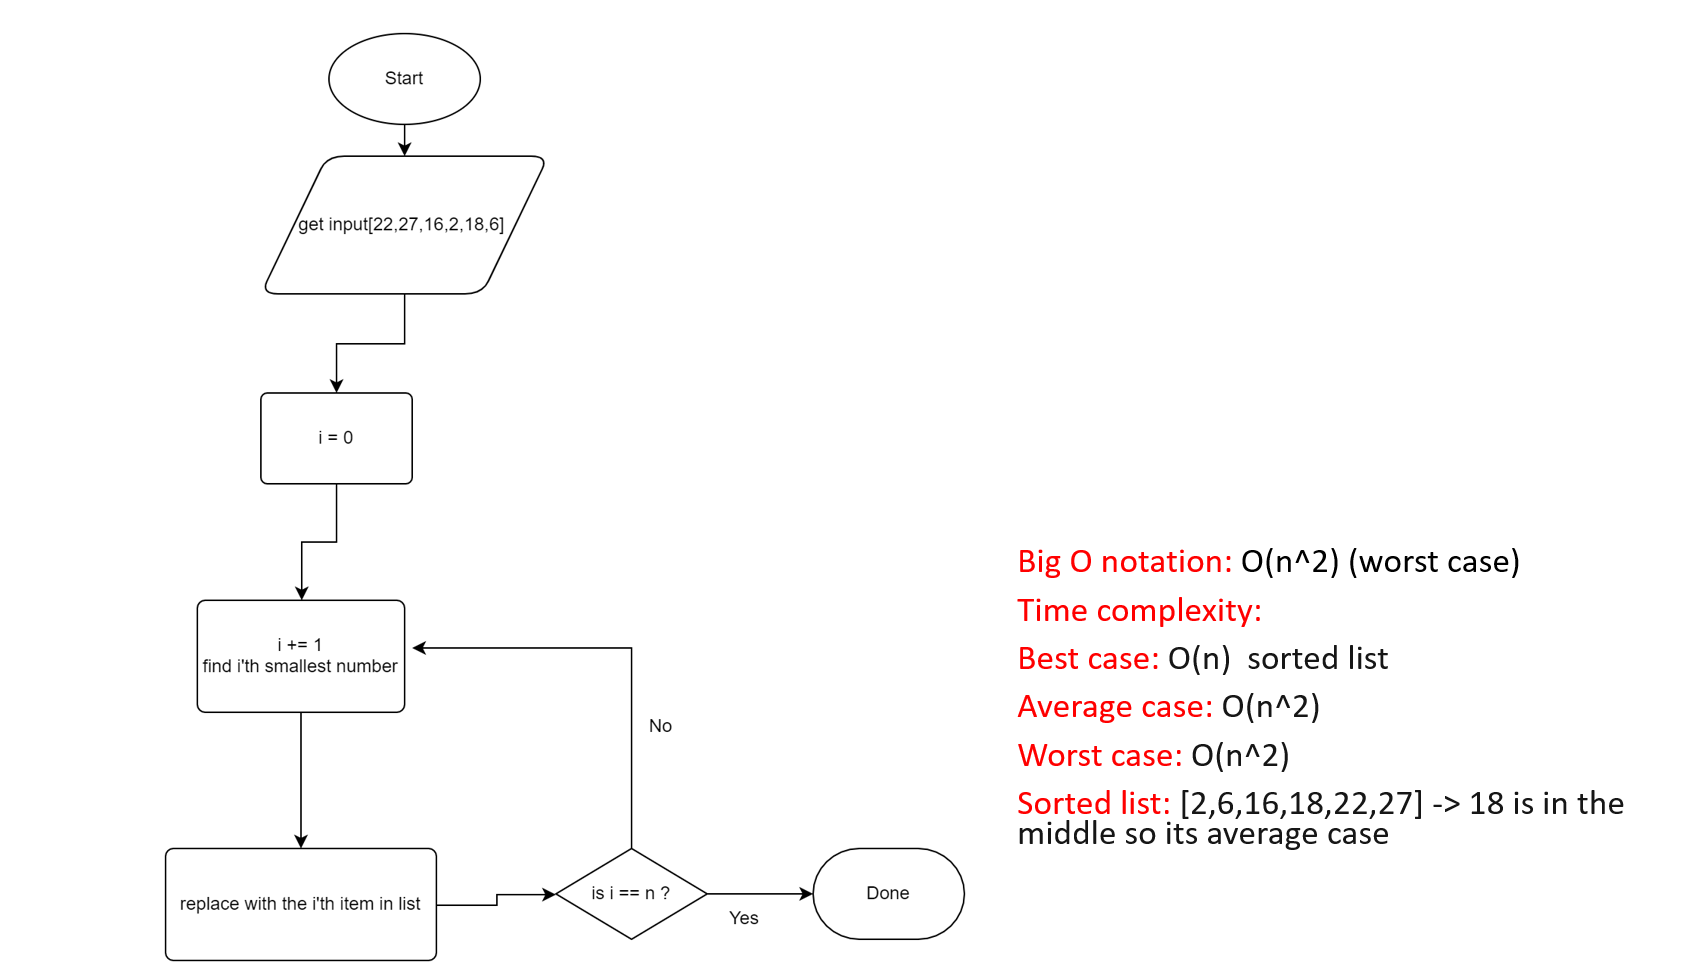 Start
get input[22,27,16,2,18,6]
i = 0
i += 1
find i'th smallest number
No
replace with the i'th item in list
is i == n ?
Yes
Done
Big O notation: O(n^2) (worst case)
Time complexity:
Best case: O(n)  sorted list
Average case: O(n^2)
Worst case: O(n^2)
Sorted list: [2,6,16,18,22,27] -> 18 is in the
middle so its average case